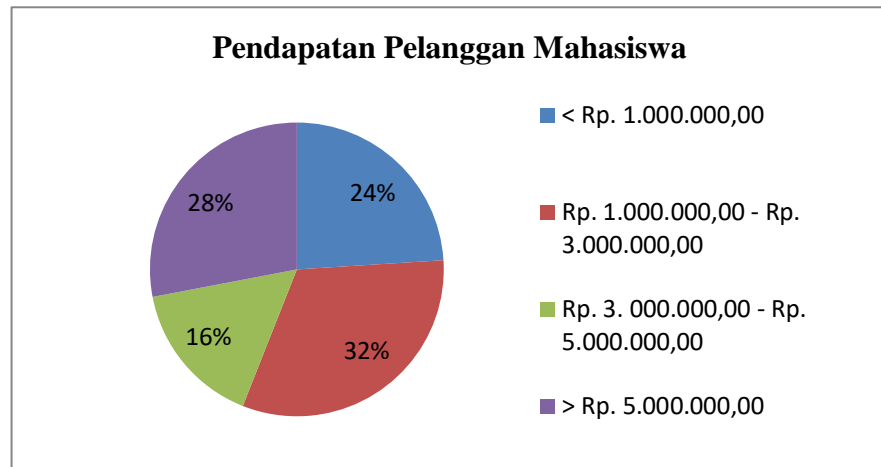 Pendapatan Pelanggan Mahasiswa
24%
32%
16%
28%
< Rp. 1.000.000,00
Rp. 1.000.000,00 - Rp.
3.000.000,00
Rp. 3. 000.000,00 - Rp.
5.000.000,00
> Rp. 5.000.000,00